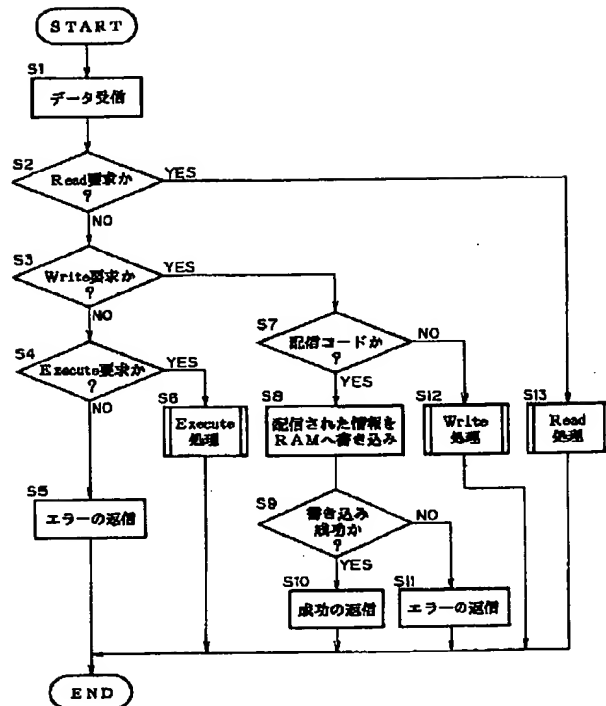 START
S1
データ受信
S2
Read要求か
?
YES
NO
S3
Write要求か
?
YES
NO
S7
配信コードか
?
NO
YES
S4
Execute要求か
?
YES
NO
S6
Execute
処理
S8
配信された情報を
RAMへ書き込み
S12
Write
処理
S13
Read
処理
S5
エラーの返信
S9
書き込み
成功か
?
NO
YES
S10
成功の返信
S11
エラーの返信
END